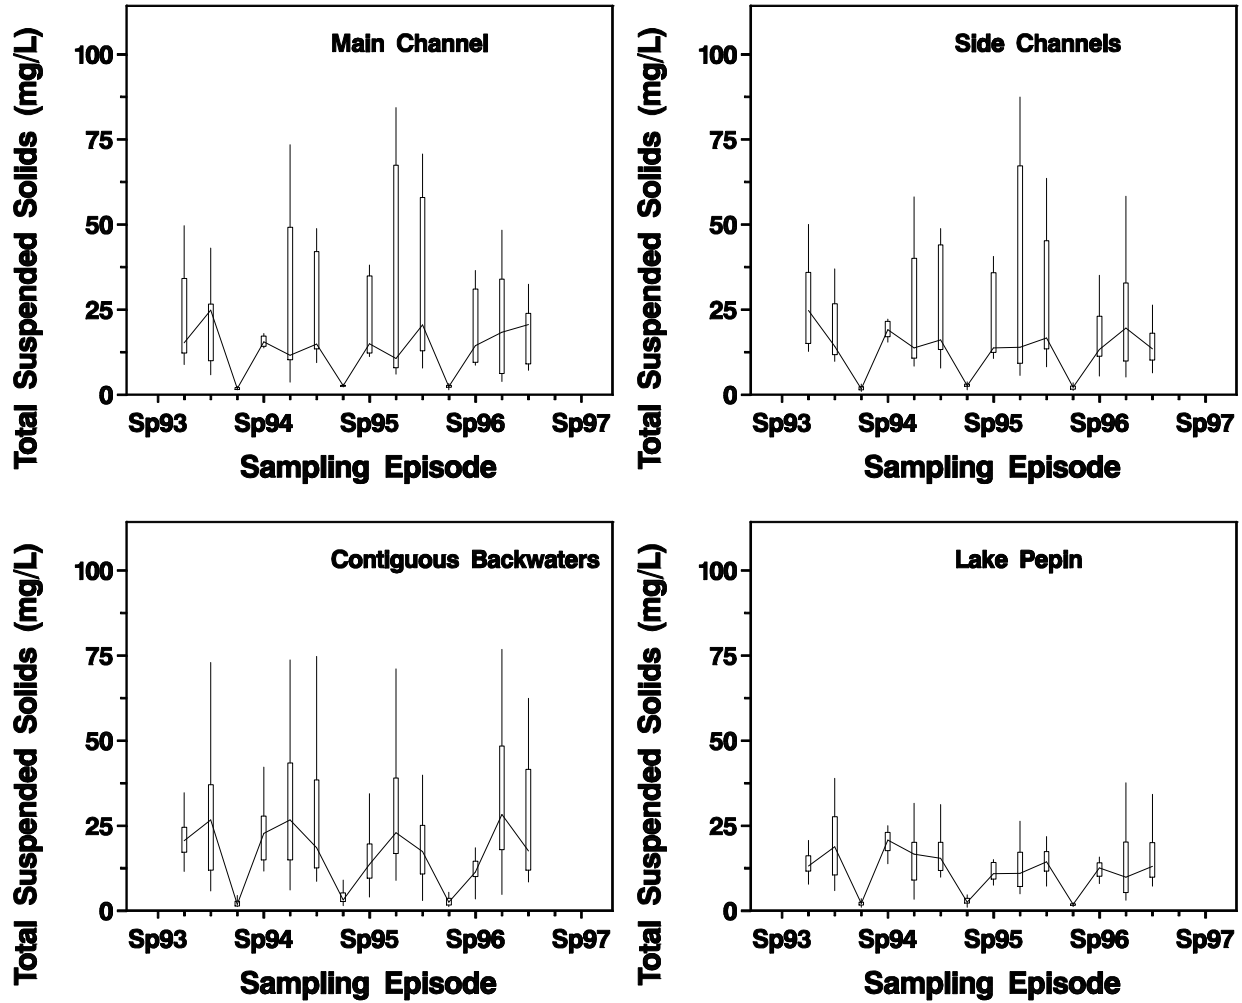 Main Channel
Total Suspended Solids (mg/L)
100
75
50
25
0
Sp93 Sp94 Sp95 Sp96 Sp97
Sampling Episode
Side Channels
Total Suspended Solids (mg/L)
100
75
50
25
0
Sp93 Sp94 Sp95 Sp96 Sp97
Sampling Episode
Contiguous Backwaters
Total Suspended Solids (mg/L)
100
75
50
25
0
Sp93 Sp94 Sp95 Sp96 Sp97
Sampling Episode
Lake Pepin
Total Suspended Solids (mg/L)
100
75
50
25
0
Sp93 Sp94 Sp95 Sp96 Sp97
Sampling Episode